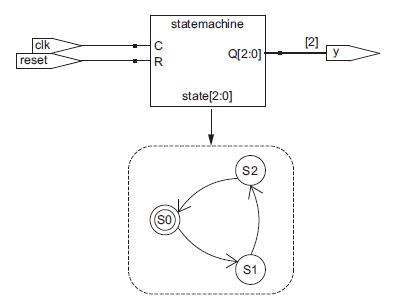 statemachine
clk
reset
C
R
Q[2:0]
[2]
y
state[2:0]
S2
S0
S1